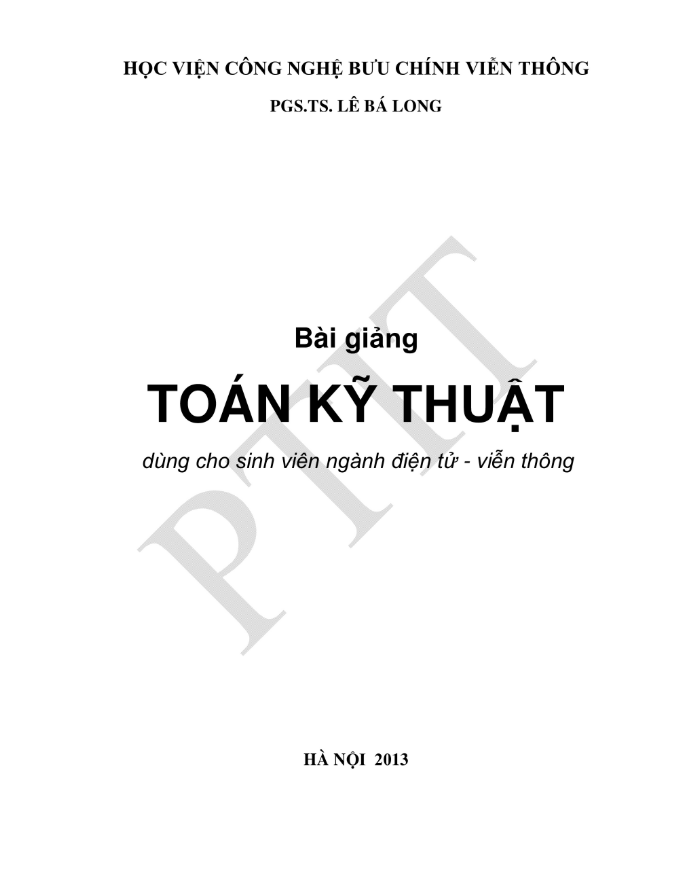 HỌC VIỆN CÔNG NGHỆ BƯU CHÍNH VIỄN THÔNG
PGS.TS. LÊ BÁ LONG
Bài giảng
TOÁN KỸ THUẬT
dùng cho sinh viên ngành điện tử - viễn thông
PTIT
HÀ NỘI 2013